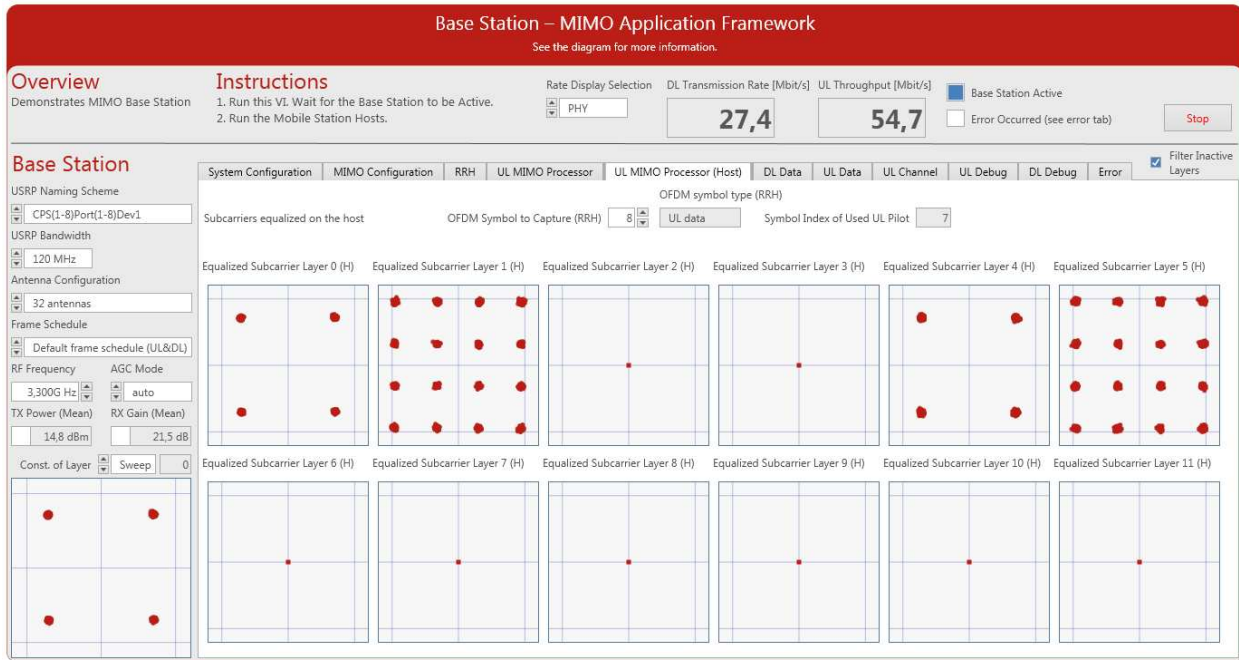 Base Station – MIMO Application Framework
See the diagram for more information.
Overview
Demonstrates MIMO Base Station
Instructions
1. Run this VI. Wait for the Base Station to be Active.
2. Run the Mobile Station Hosts.
Rate Display Selection
PHY
DL Transmission Rate [Mbit/s]
27,4
UL Throughput [Mbit/s]
54,7
Base Station Active
Error Occurred (see error tab)
Stop
Base Station
USRP Naming Scheme
CPS(1-8)Port(1-8)Dev1
USRP Bandwidth
120 MHz
Antenna Configuration
32 antennas
Frame Schedule
Default frame schedule (UL&DL)
RF Frequency AGC Mode
3,300G Hz auto
TX Power (Mean) RX Gain (Mean)
14,8 dBm 21,5 dB
Const. of Layer Sweep 0
System Configuration MIMO Configuration RRH UL MIMO Processor UL MIMO Processor (Host) DL Data UL Data UL Channel UL Debug DL Debug Error
Filter Inactive
Layers
OFDM symbol type (RRH)
Subcarriers equalized on the host OFDM Symbol to Capture (RRH) 8 UL data Symbol Index of Used UL Pilot 7
Equalized Subcarrier Layer 0 (H) Equalized Subcarrier Layer 1 (H) Equalized Subcarrier Layer 2 (H) Equalized Subcarrier Layer 3 (H) Equalized Subcarrier Layer 4 (H) Equalized Subcarrier Layer 5 (H)
Equalized Subcarrier Layer 6 (H) Equalized Subcarrier Layer 7 (H) Equalized Subcarrier Layer 8 (H) Equalized Subcarrier Layer 9 (H) Equalized Subcarrier Layer 10 (H) Equalized Subcarrier Layer 11 (H)